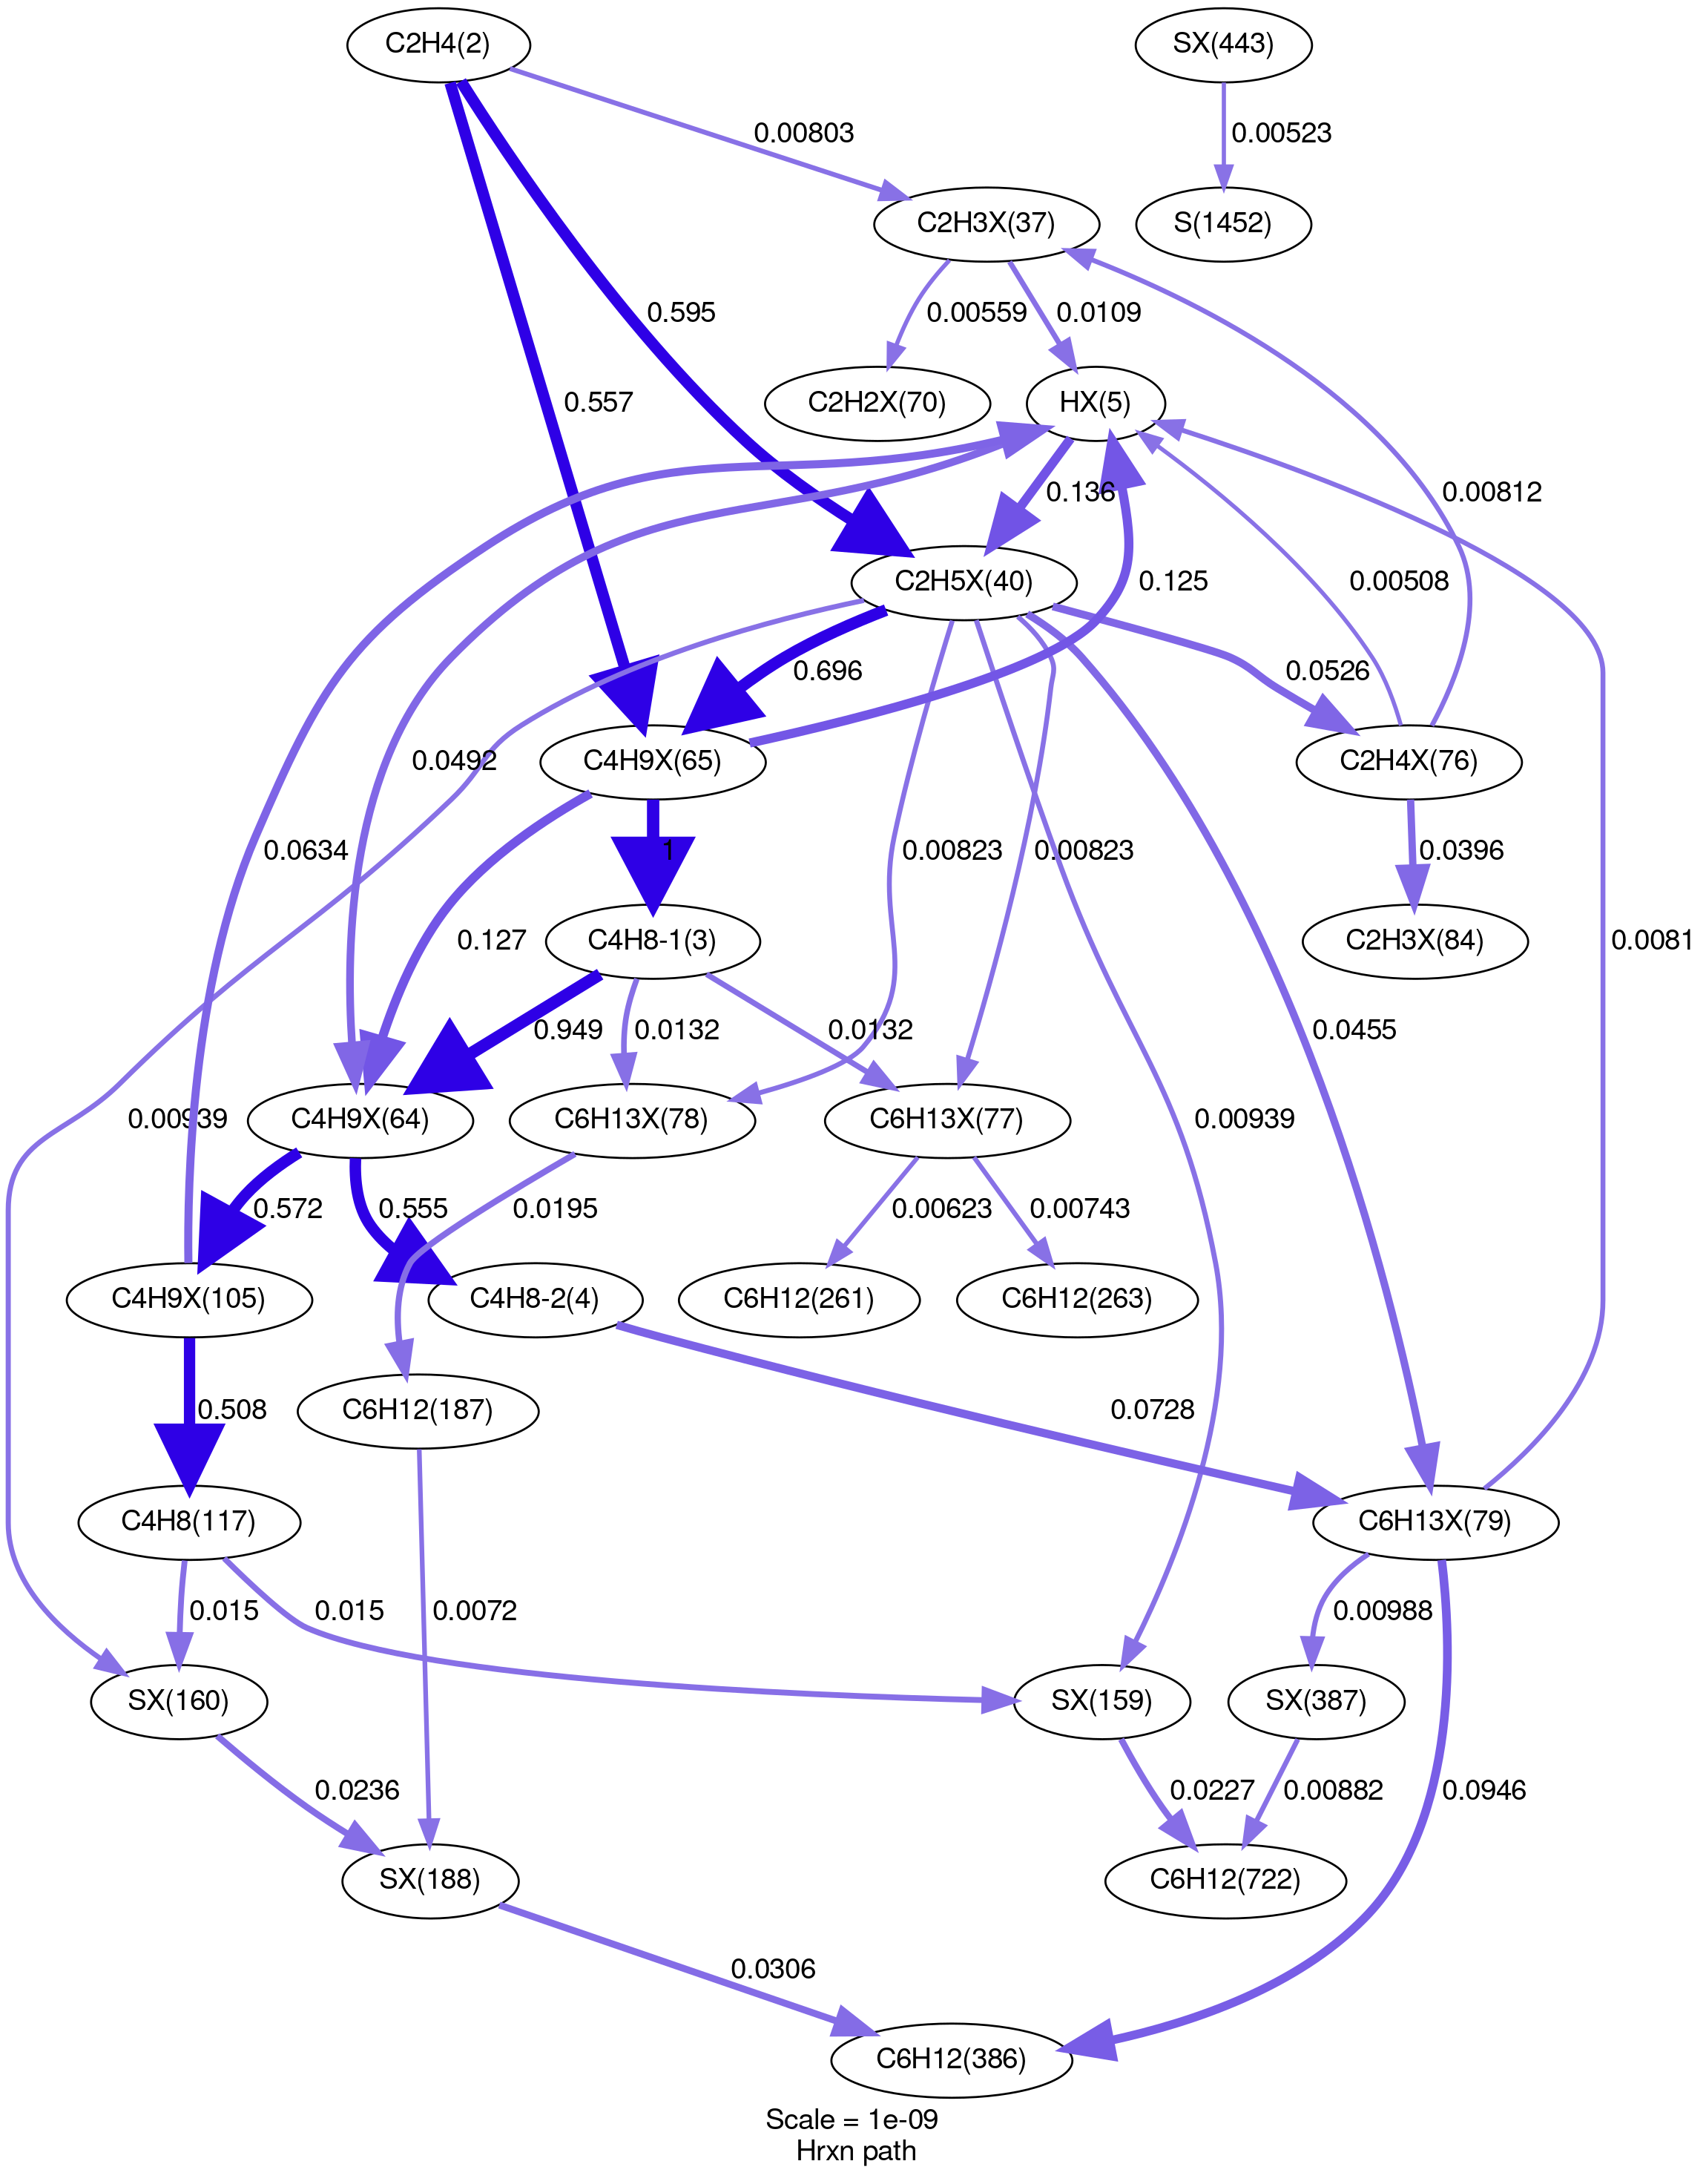 C2H4(2)
SX(443)
0.00803
0.00523
C2H3X(37)
S(1452)
0.595
0.00559
0.0109
0.557
C2H2X(70)
HX(5)
0.136
0.00812
C2H5X(40)
0.125
0.00508
0.696
0.0526
0.0492
C4H9X(65)
C2H4X(76)
0.0634
1
0.00823
0.00823
0.0396
0.127
C4H8-1(3)
C2H3X(84)
0.0081
0.949
0.0132
0.0132
0.0455
0.00939
C4H9X(64)
C6H13X(78)
C6H13X(77)
0.00939
0.572
0.555
0.0195
0.00623
0.00743
C4H9X(105)
C4H8-2(4)
C6H12(261)
C6H12(263)
0.508
C6H12(187)
0.0728
C4H8(117)
C6H13X(79)
0.015
0.015
0.0072
0.00988
SX(160)
SX(159)
SX(387)
0.0236
0.0227
0.00882
0.0946
SX(188)
C6H12(722)
0.0306
C6H12(386)
Scale = 1e-09
Hrxn path